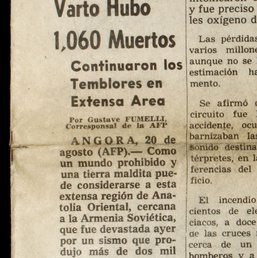 Varto Hubo
1,060 Muertos
Continuaron los
Temblores en
Extensa Area
Por Gustave FUMELLI,
Corresponsal de la AFP
ANGORA, 20 de
agosto (AFP).— Como
un mundo prohibido y
una tierra maldita pue-
de considerarse a esta
extensa región de Ana-
tolia Oriental, cercana
a la Armenia Soviética,
que fue devastada ayer
por un sismo que pro-
dujo más de dos mil
y fue preciso
les oxígeno d
Las pérdidas
varios millone
aunque no se
estimación ha
mento.
Se afirmó
circuito fue
accidente, ocu
barnizaban las
sonido destina
térpretes, en la
ferencias del
ficio.
El incendio
cientos de ele
ciacos, a doce
de las cruces
cerca de un
bomberos y a